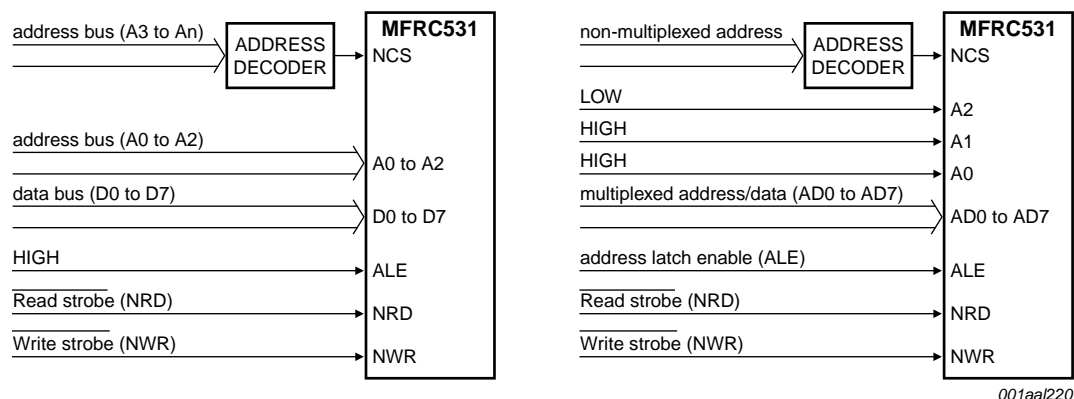 address bus (A3 to An)
ADDRESS
DECODER
MFRC531
NCS
address bus (A0 to A2)
A0 to A2
data bus (D0 to D7)
D0 to D7
HIGH
ALE
Read strobe (NRD)
NRD
Write strobe (NWR)
NWR
non-multiplexed address
ADDRESS
DECODER
MFRC531
NCS
LOW
A2
HIGH
A1
HIGH
A0
multiplexed address/data (AD0 to AD7)
AD0 to AD7
address latch enable (ALE)
ALE
Read strobe (NRD)
NRD
Write strobe (NWR)
NWR
001aal220